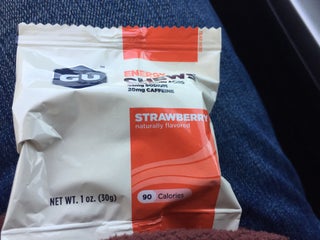 GU
ENERGY
CHEWS
20mg CAFFEINE
STRAWBERRY
naturally flavored
90 Calories
NET WT. 1 oz. (30g)